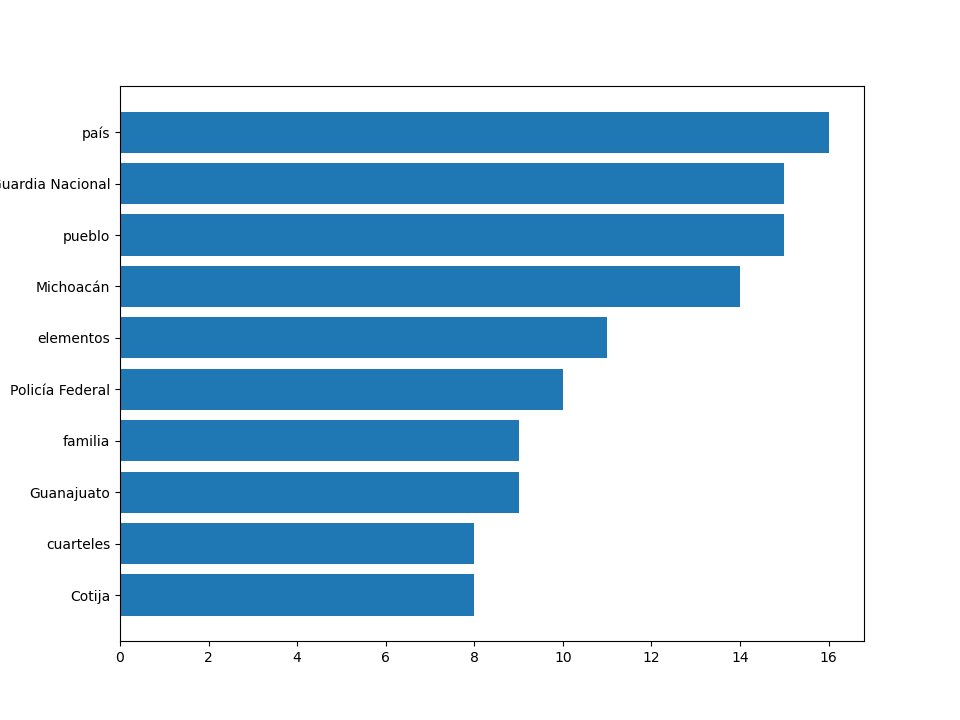 país
Guardia Nacional
pueblo
Michoacán
elementos
Policía Federal
familia
Guanajuato
cuarteles
Cotija
0 2 4 6 8 10 12 14 16